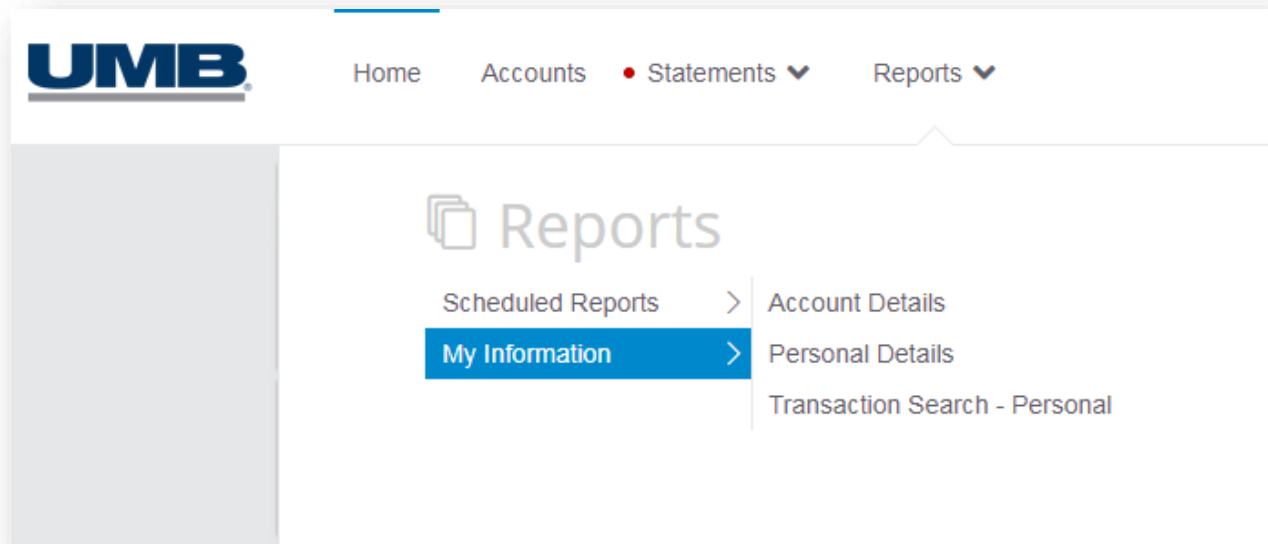 UMB®
Home Accounts Statements Reports
Reports
Scheduled Reports
My Information
Account Details
Personal Details
Transaction Search - Personal